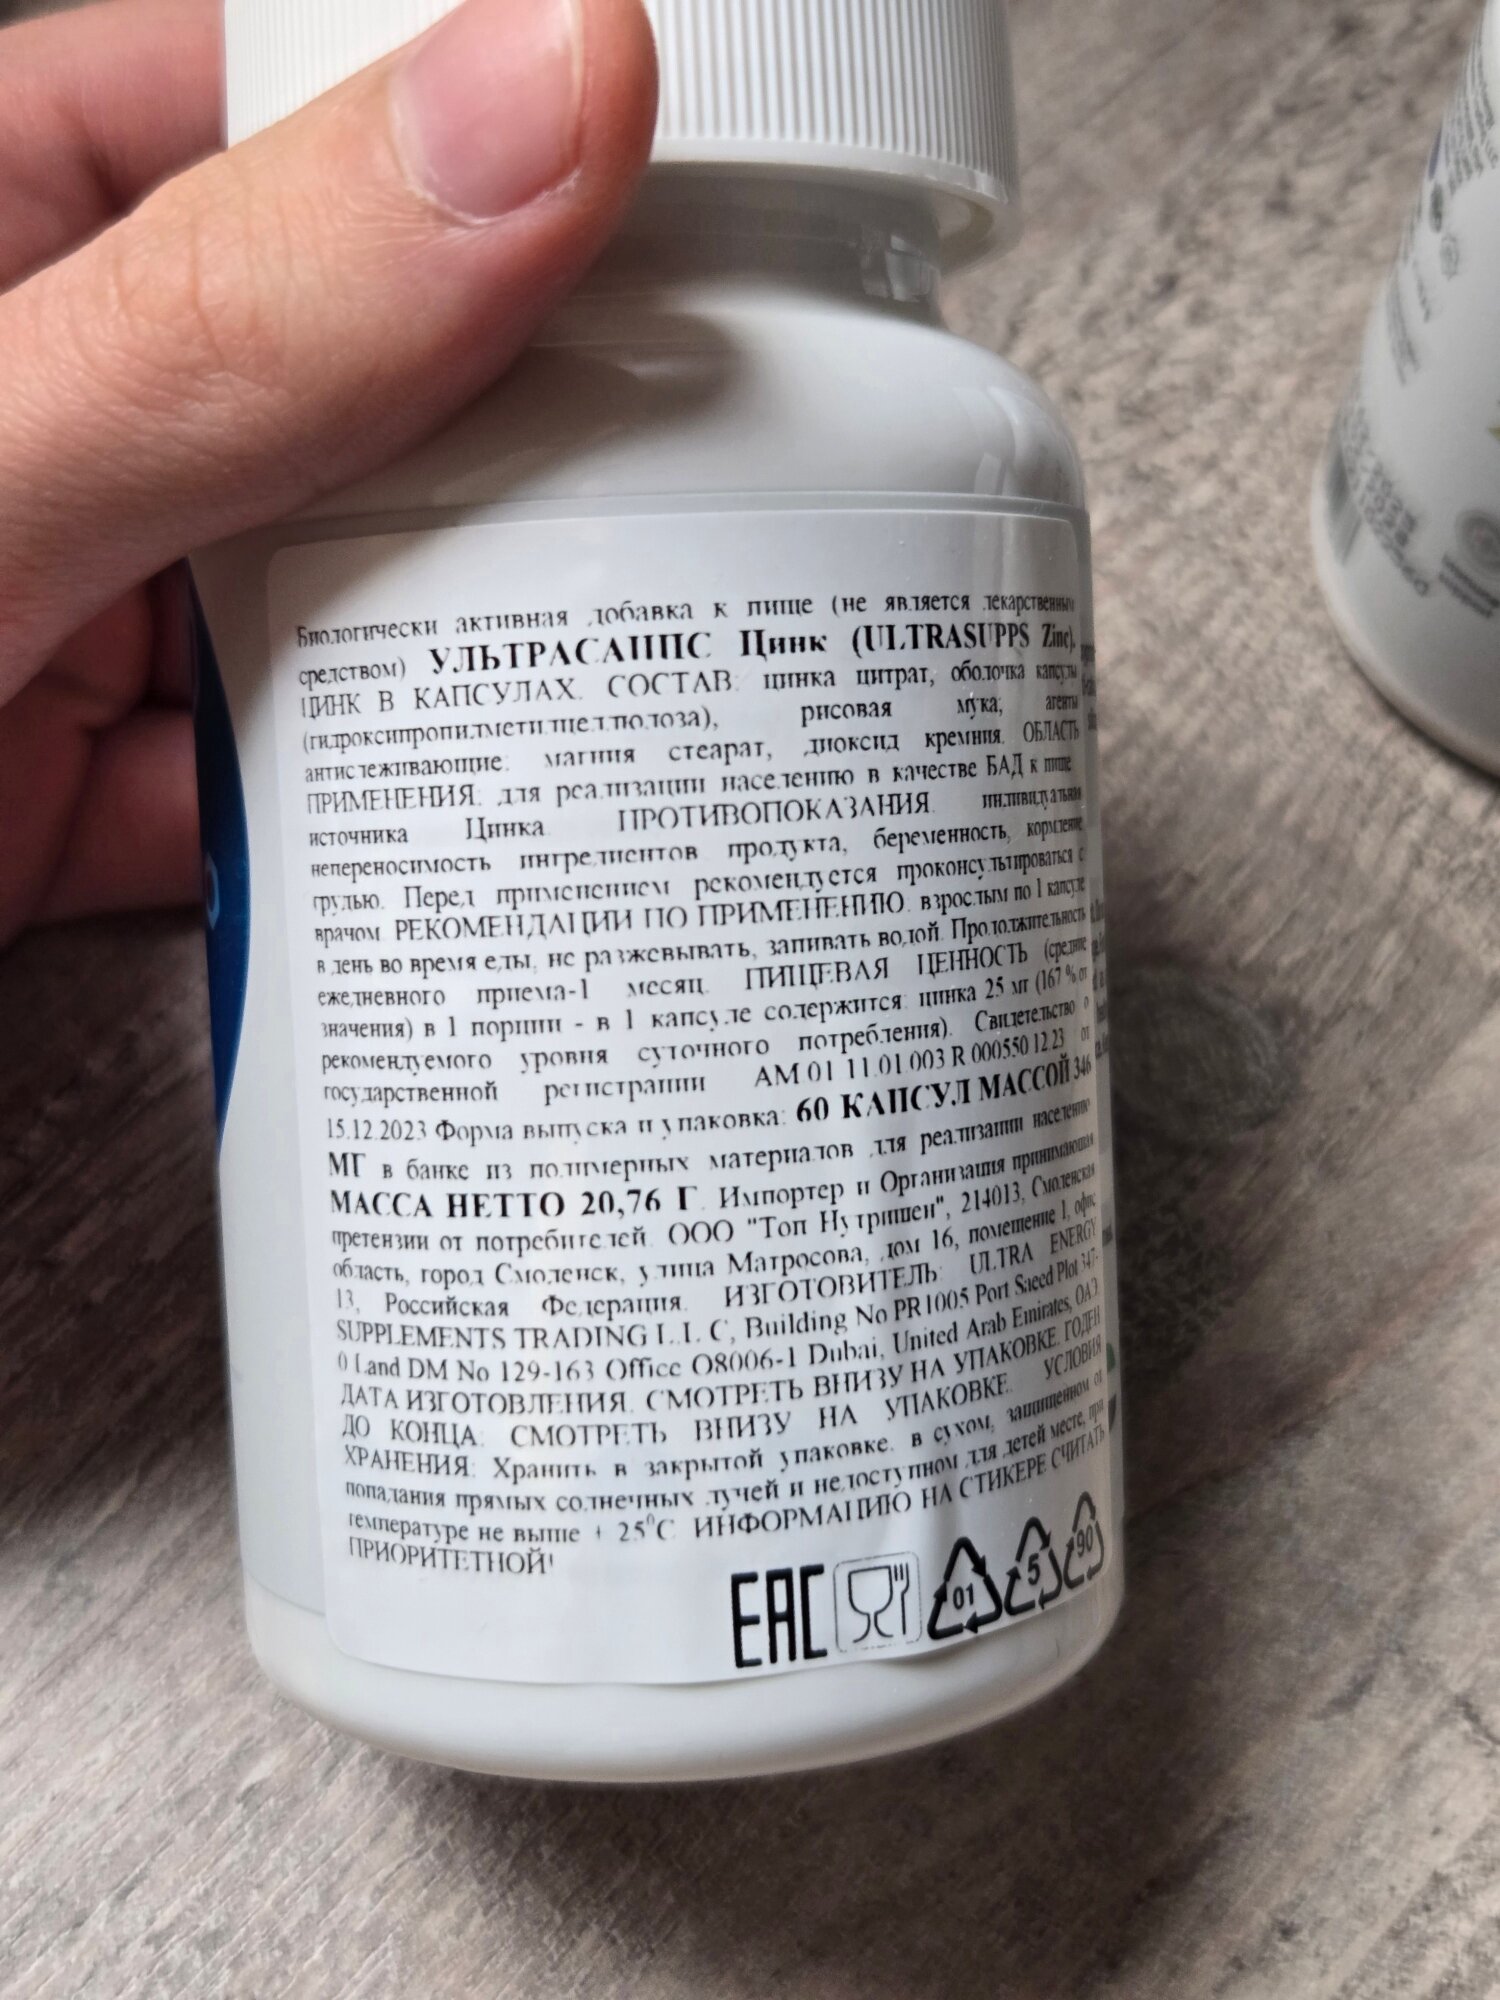 Биологически активная добавка к пище (не является лекарственным
средством) УЛЬТРАСАППС Цинк (ULTRASUPPS Zinc),
ЦИНК В КАПСУЛАХ. СОСТАВ: цинка цитрат, оболочка капсулы
(гидроксипропилметилцеллюлоза), рисовая мука; агенты
антислеживающие: магния стеарат, диоксид кремния. ОБЛАСТЬ
ПРИМЕНЕНИЯ: для реализации населению в качестве БАД к пище
источника Цинка. ПРОТИВОПОКАЗАНИЯ: индивидуальная
непереносимость ингредиентов продукта, беременность, кормление
грудью. Перед применением рекомендуется проконсультироваться с
врачом. РЕКОМЕНДАЦИИ ПО ПРИМЕНЕНИЮ: взрослым по 1 капсуле
в день во время еды, не разжевывать, запивать водой. Продолжительность
ежедневного приема-1 месяц. ПИЩЕВАЯ ЦЕННОСТЬ (средние
значения) в 1 порции - в 1 капсуле содержится: цинка 25 мг (167 % от
рекомендуемого уровня суточного потребления). Свидетельство о
государственной регистрации AM.01.11.01.003.R.000550.12.23 от
15.12.2023 Форма выпуска и упаковка: 60 КАПСУЛ МАССОЙ 346
МГ в банке из полимерных материалов для реализации населению
МАССА НЕТТО 20,76 Г. Импортер и Организация принимающая
претензии от потребителей: ООО "Топ Нутришен", 214013, Смоленская
область, город Смоленск, улица Матросова, дом 16, помещение 1, офис
13, Российская Федерация. ИЗГОТОВИТЕЛЬ: ULTRA ENERGY
SUPPLEMENTS TRADING L.L.C, Building No PR1005 Port Saeed Plot 347-
0 Land DM No 129-163 Office O8006-1 Dubai, United Arab Emirates, ОАЭ.
ДАТА ИЗГОТОВЛЕНИЯ: СМОТРЕТЬ ВНИЗУ НА УПАКОВКЕ. ГОДЕН
ДО КОНЦА: СМОТРЕТЬ ВНИЗУ НА УПАКОВКЕ. УСЛОВИЯ
ХРАНЕНИЯ: Хранить в закрытой упаковке, в сухом, защищенном от
попадания прямых солнечных лучей и недоступном для детей месте, при
температуре не выше + 25°С. ИНФОРМАЦИЮ НА СТИКЕРЕ СЧИТАТЬ
ПРИОРИТЕТНОЙ!
EAC 01 5 90